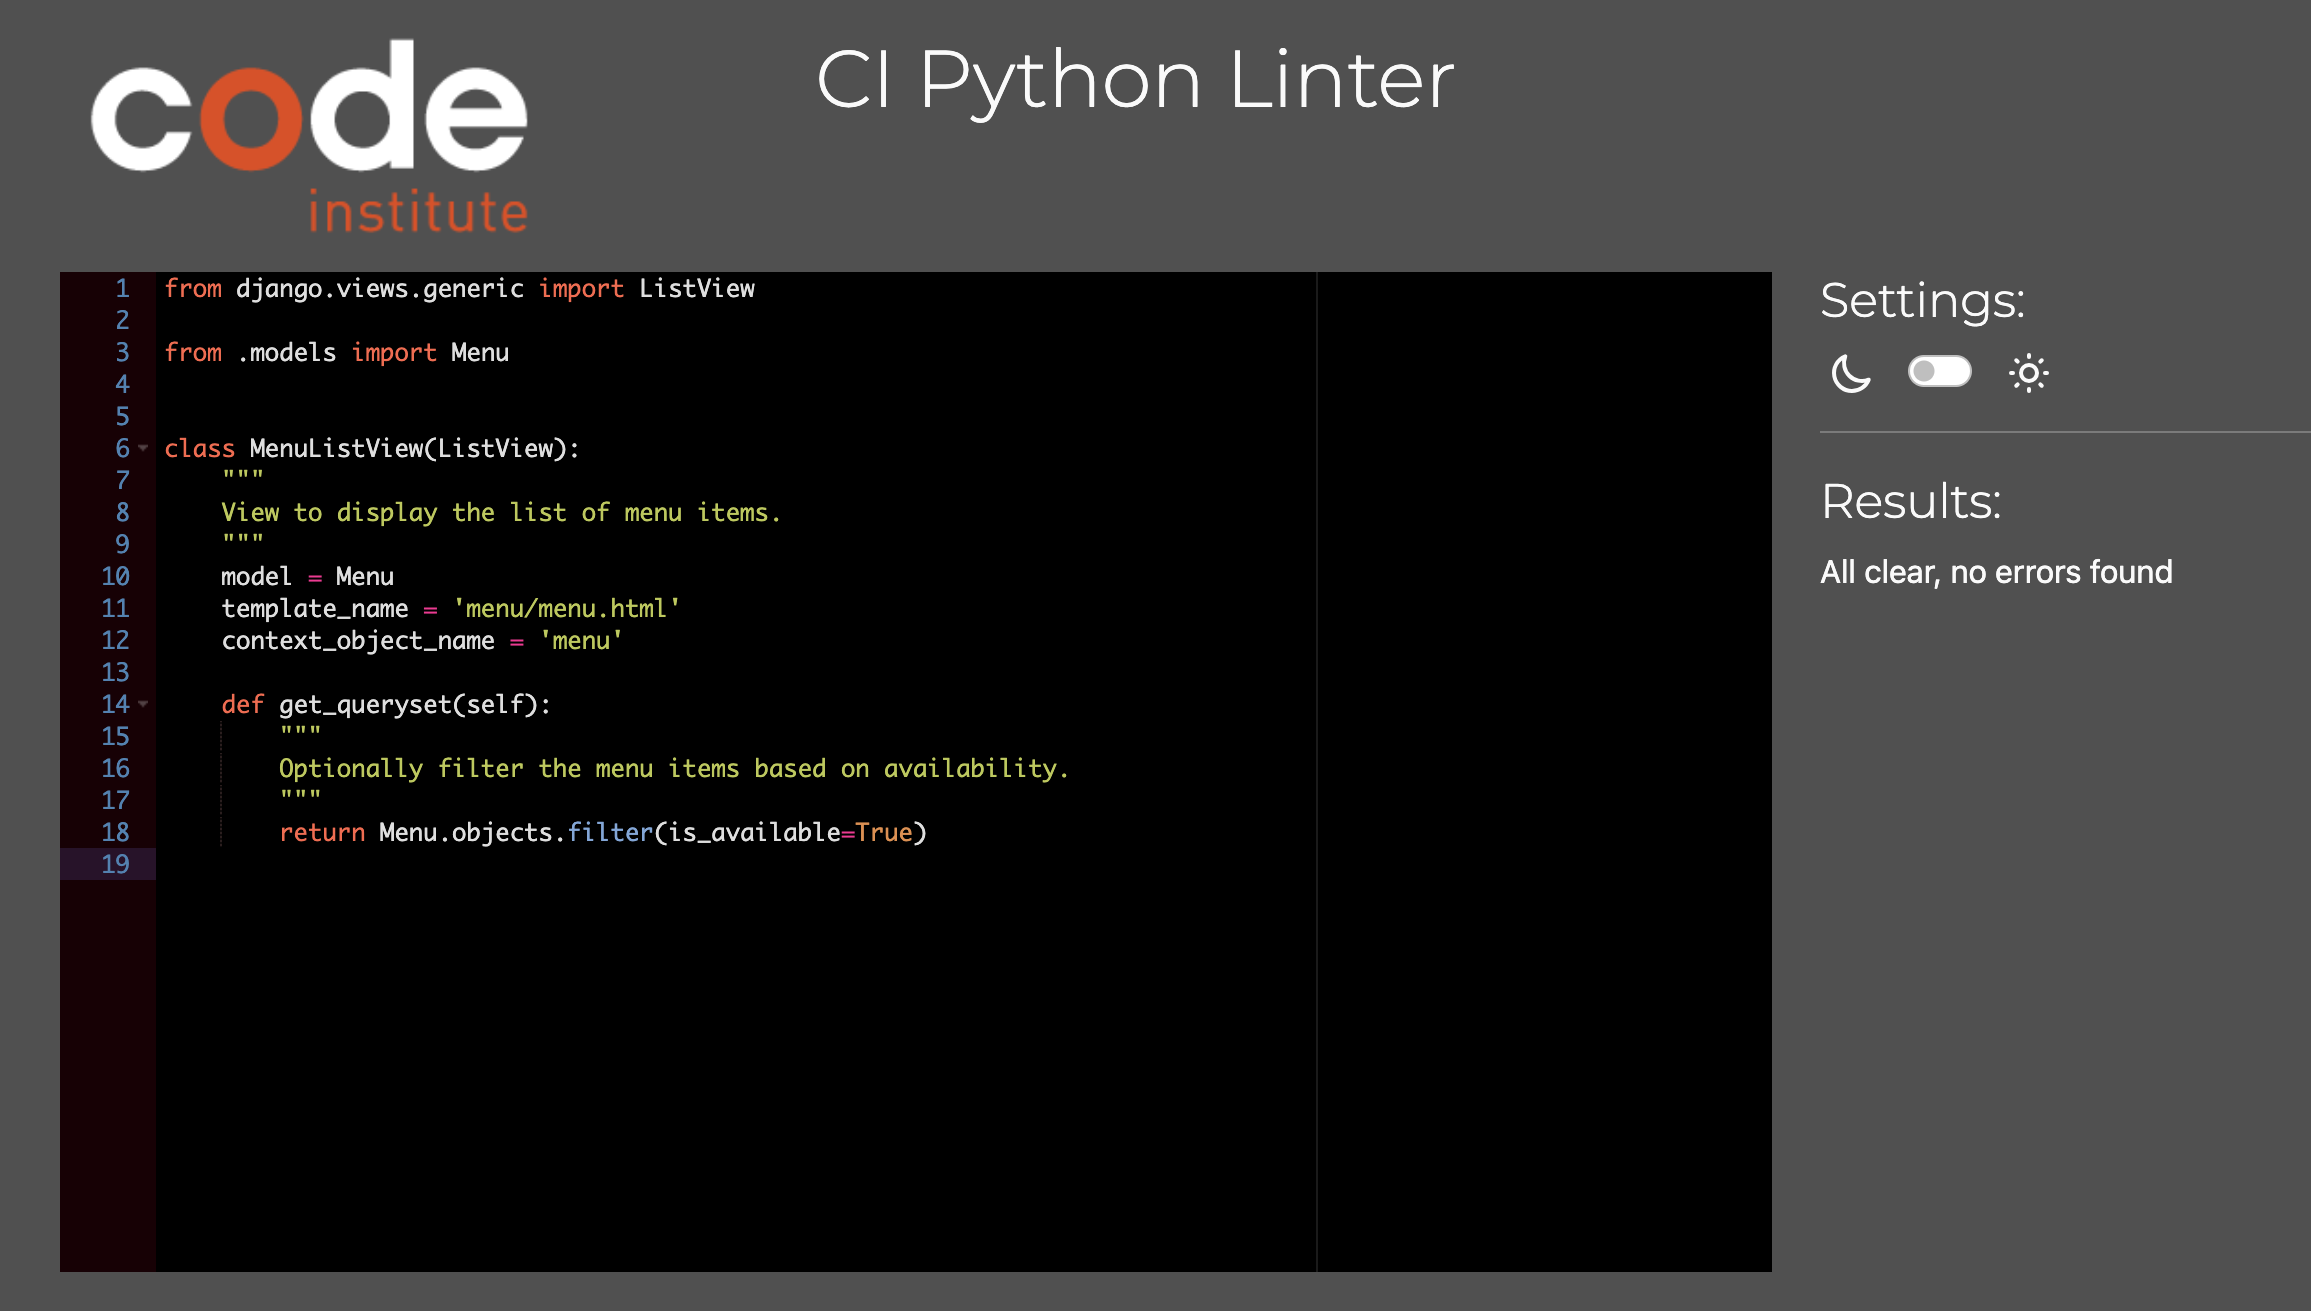 code
institute
CI Python Linter
1 from django.views.generic import ListView
2
3 from .models import Menu
4
5
6 class MenuListView(ListView):
7     """
8     View to display the list of menu items.
9     """
10     model = Menu
11     template_name = 'menu/menu.html'
12     context_object_name = 'menu'
13
14     def get_queryset(self):
15         """
16         Optionally filter the menu items based on availability.
17         """
18         return Menu.objects.filter(is_available=True)
19
Settings:
Results:
All clear, no errors found